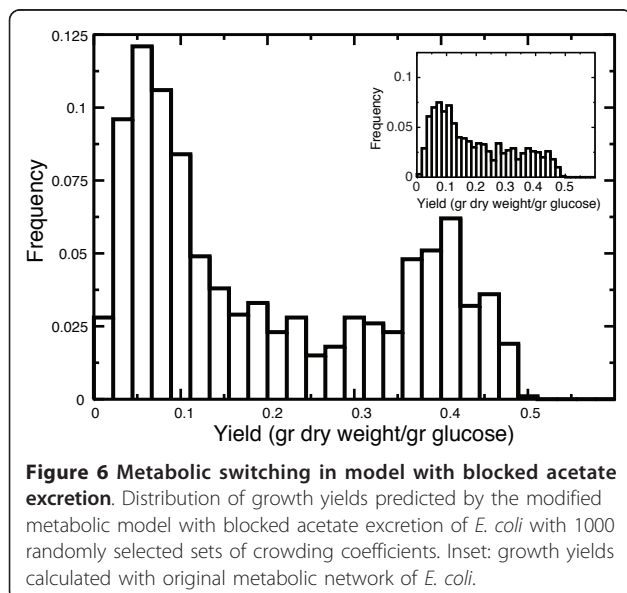 0.125
0.1
0.075
0.05
0.025
0
Frequency
0 0.1 0.2 0.3 0.4 0.5
Yield (gr dry weight/gr glucose)
0.1
0.05
0
Frequency
0 0.1 0.2 0.3 0.4 0.5
Yield (gr dry weight/gr glucose)
Figure 6 Metabolic switching in model with blocked acetate
excretion. Distribution of growth yields predicted by the modified
metabolic model with blocked acetate excretion of E. coli with 1000
randomly selected sets of crowding coefficients. Inset: growth yields
calculated with original metabolic network of E. coli.